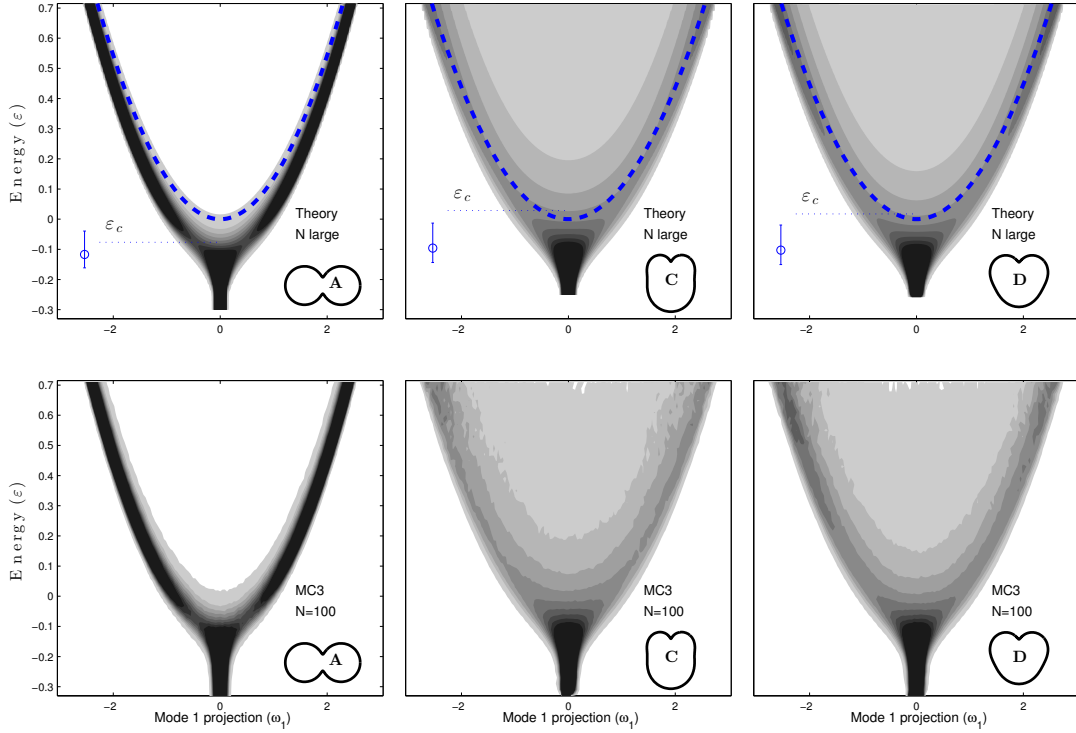 0.7
0.6
0.5
0.4
0.3
0.2
0.1
0
−0.1
−0.2
−0.3
Energy (ε)
ε_c
Theory
N large
A
−2 0 2
ε_c
Theory
N large
C
−2 0 2
ε_c
Theory
N large
D
−2 0 2
0.7
0.6
0.5
0.4
0.3
0.2
0.1
0
−0.1
−0.2
−0.3
Energy (ε)
MC3
N=100
A
−2 0 2
Mode 1 projection (ω_1)
MC3
N=100
C
−2 0 2
Mode 1 projection (ω_1)
MC3
N=100
D
−2 0 2
Mode 1 projection (ω_1)